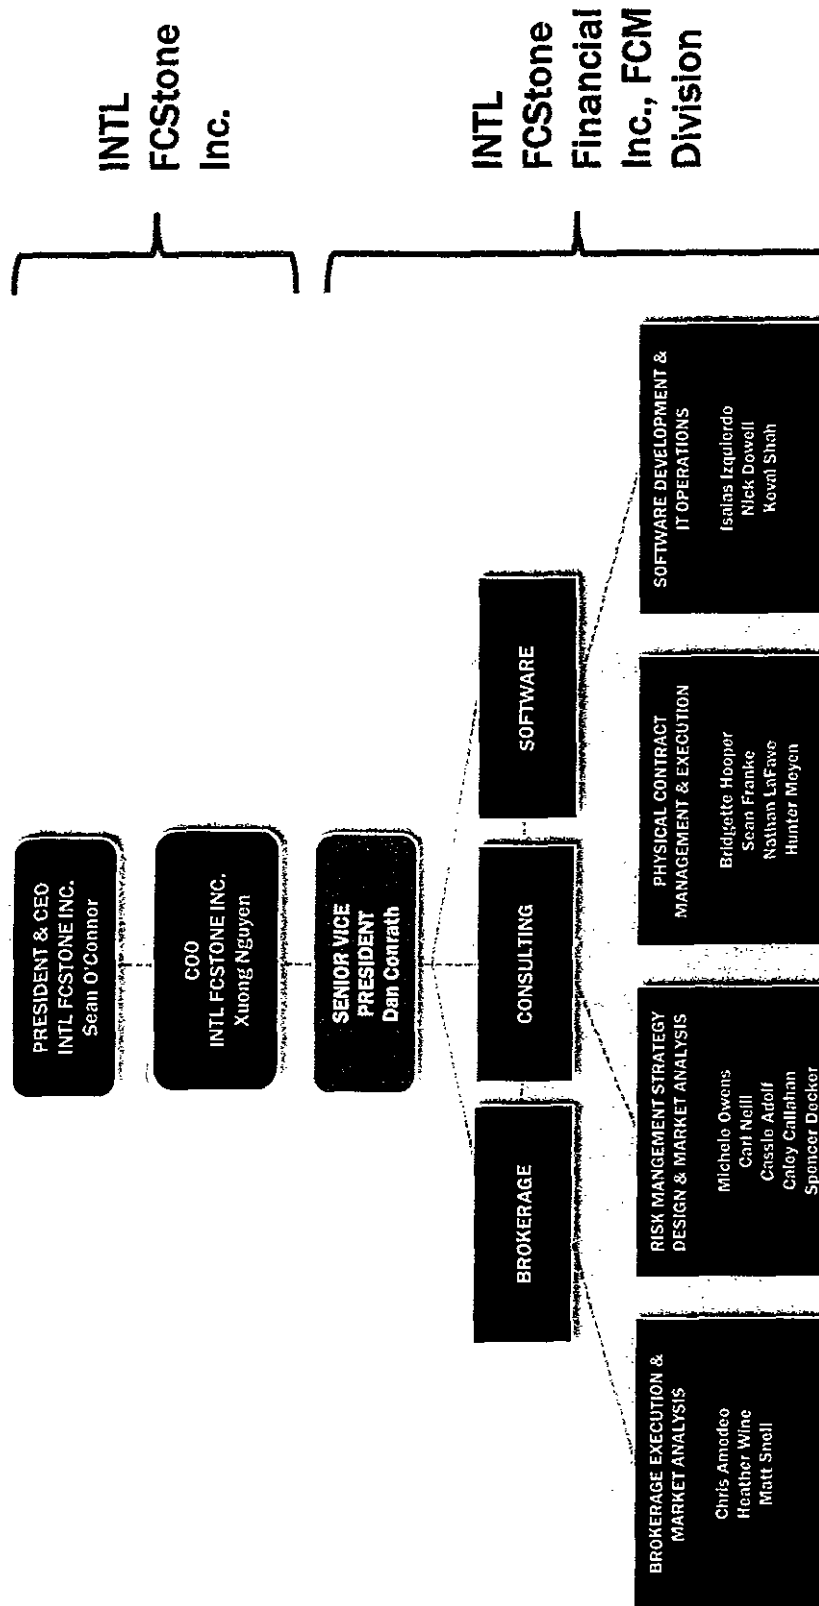 PRESIDENT & CEO
INTL FCSTONE INC.
Sean O'Connor
COO
INTL FCSTONE INC.
Xuong Nguyen
INTL
FCStone
Inc.
SENIOR VICE
PRESIDENT
Dan Conrath
BROKERAGE
CONSULTING
SOFTWARE
INTL
FCStone
Financial
Inc., FCM
Division
BROKERAGE EXECUTION &
MARKET ANALYSIS
Chris Amodeo
Heather Wine
Matt Snell
RISK MANGEMENT STRATEGY
DESIGN & MARKET ANALYSIS
Michele Owens
Carl Neill
Cassie Adolf
Caley Callahan
Spencer Decker
PHYSICAL CONTRACT
MANAGEMENT & EXECUTION
Bridgette Hooper
Sean Franke
Nathan LaFave
Hunter Meyen
SOFTWARE DEVELOPMENT &
IT OPERATIONS
Isaias Izquierdo
Nick Dowell
Koval Shah